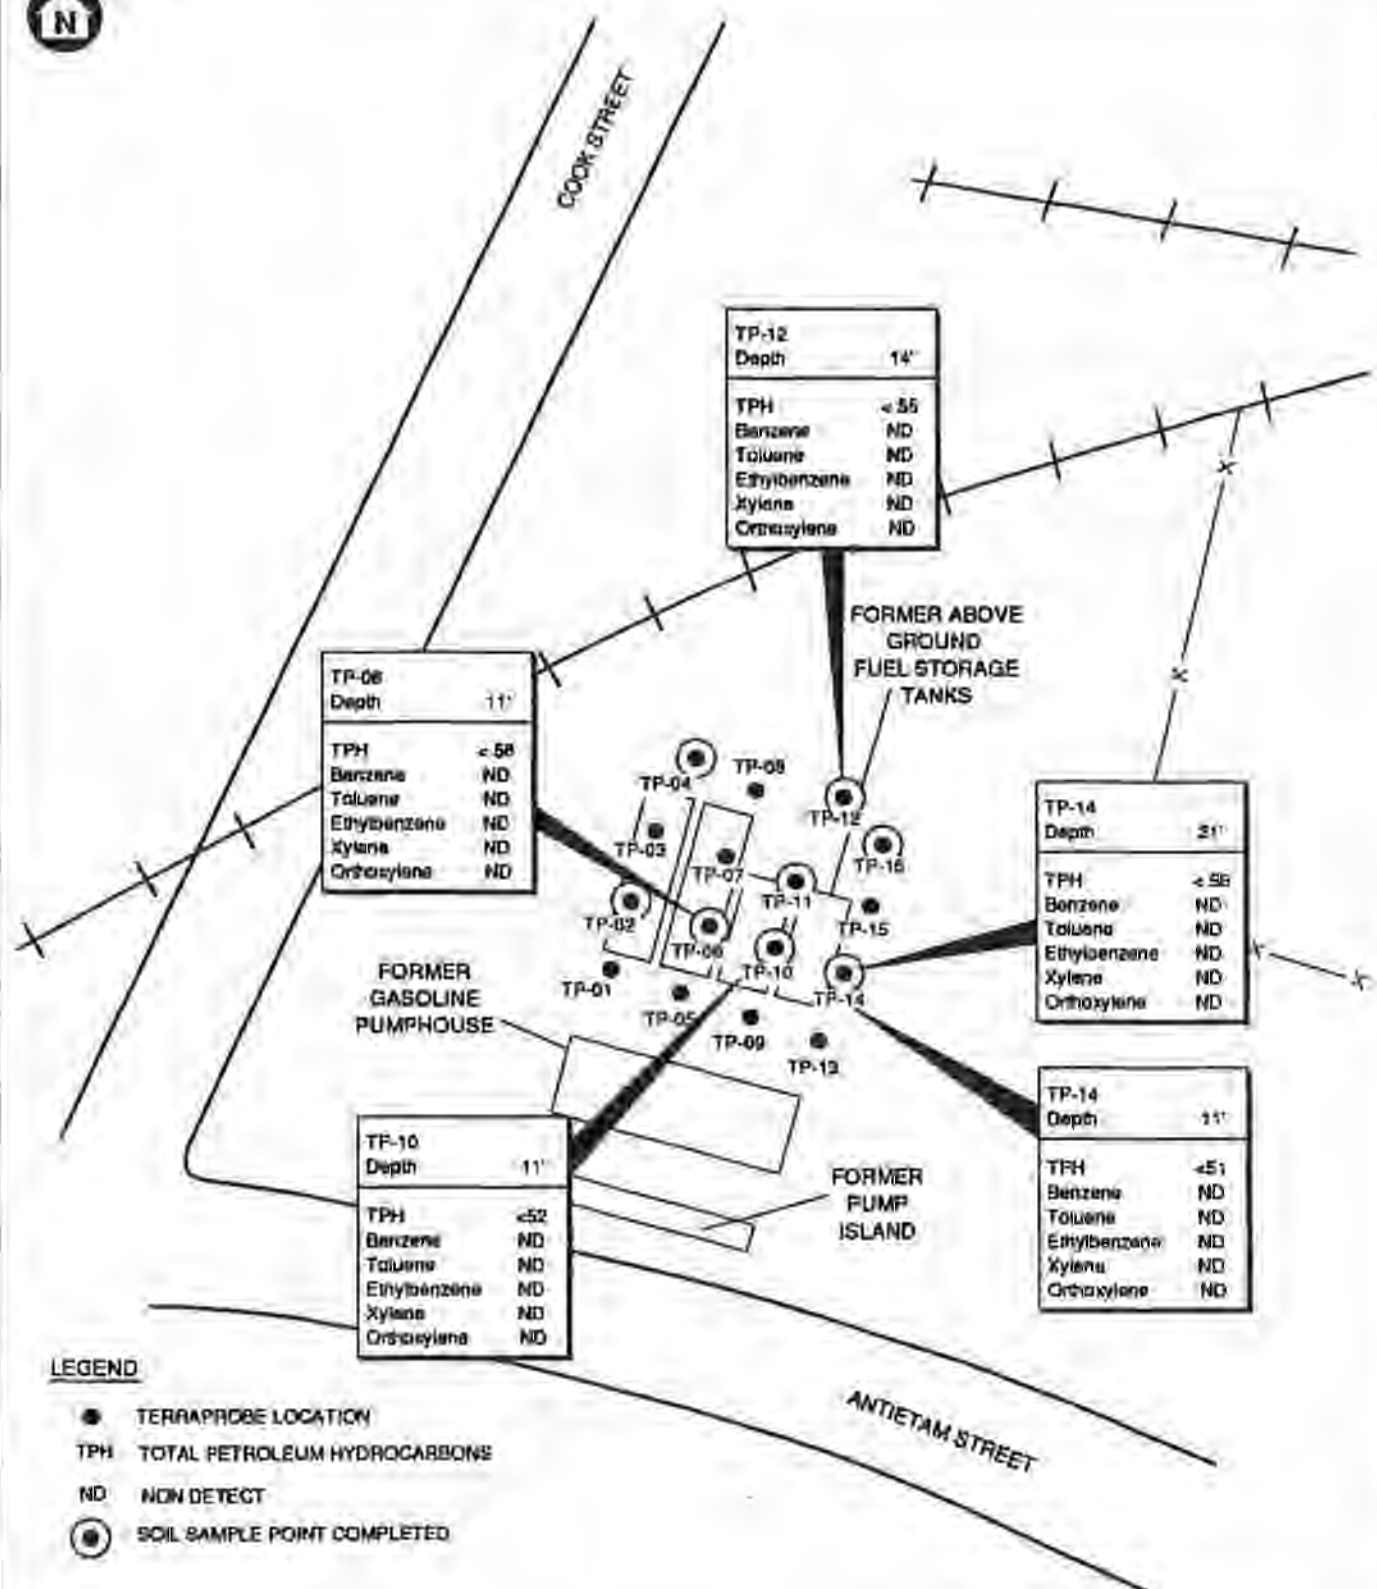 N
COOK STREET
TP-12
Depth 14'
TPH < 55
Benzene ND
Toluene ND
Ethylbenzene ND
Xylene ND
Orthoxylene ND
FORMER ABOVE
GROUND
FUEL STORAGE
TANKS
TP-06
Depth 11'
TPH
Benzene ND
Toluene ND
Ethylbenzene ND
Xylene ND
Orthoxylene ND
TP-04
TP-08
TP-12
TP-03
TP-16
TP-07
TP-11
TP-02
TP-15
TP-06
TP-10
TP-01
TP-14
TP-05
TP-09
TP-13
TP-14
Depth
TPH
Benzene ND
Toluene ND
Ethylbenzene ND
Xylene ND
Orthoxylene ND
FORMER
GASOLINE
PUMPHOUSE
TP-14
Depth 11'
TPH <51
Benzene ND
Toluene ND
Ethylbenzene ND
Xylene ND
Orthoxylene ND
TP-10
Depth 11'
TPH <52
Benzene ND
Toluene ND
Ethylbenzene ND
Xylene ND
Orthoxylene ND
FORMER
PUMP
ISLAND
ANTIETAM STREET
LEGEND
TERRAPROBE LOCATION
TPH TOTAL PETROLEUM HYDROCARBONS
ND NON DETECT
SOIL SAMPLE POINT COMPLETED